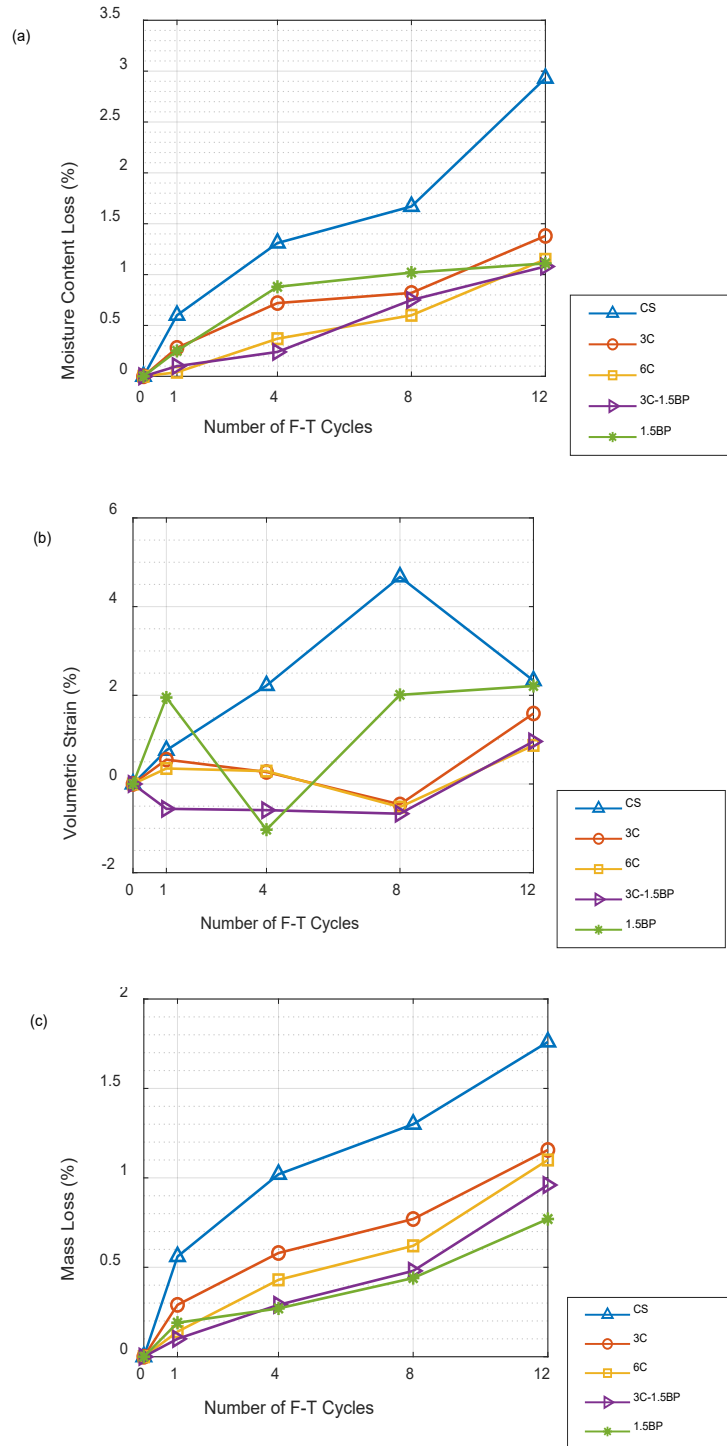 (a)
3.5
3
2.5
2
1.5
1
0.5
0
Moisture Content Loss (%)
0 1 4 8 12
Number of F-T Cycles
CS
3C
6C
3C-1.5BP
1.5BP
(b)
6
4
2
0
-2
Volumetric Strain (%)
0 1 4 8 12
Number of F-T Cycles
CS
3C
6C
3C-1.5BP
1.5BP
(c)
2
1.5
1
0.5
0
Mass Loss (%)
0 1 4 8 12
Number of F-T Cycles
CS
3C
6C
3C-1.5BP
1.5BP